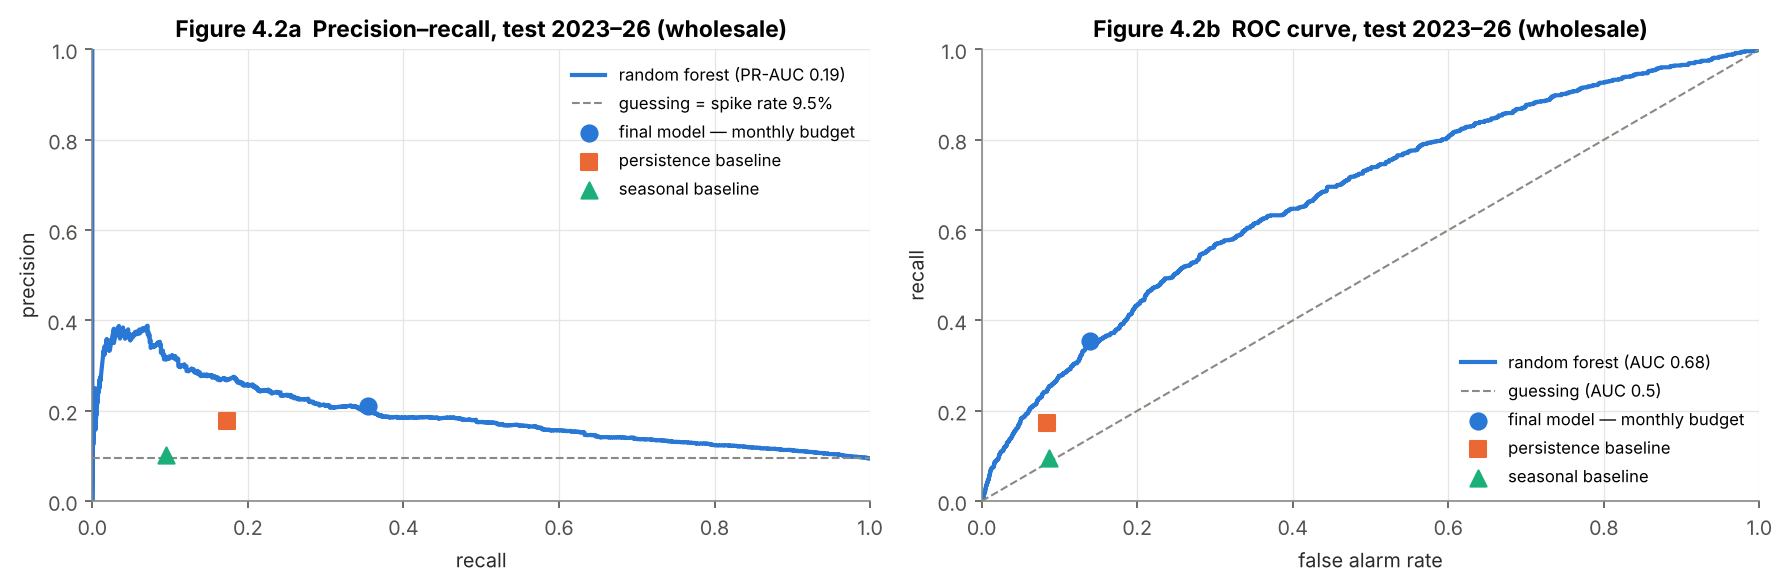 Figure 4.2a  Precision–recall, test 2023–26 (wholesale)
1.0
0.8
0.6
0.4
0.2
0.0
precision
random forest (PR-AUC 0.19)
guessing = spike rate 9.5%
final model — monthly budget
persistence baseline
seasonal baseline
0.0 0.2 0.4 0.6 0.8 1.0
recall
Figure 4.2b  ROC curve, test 2023–26 (wholesale)
1.0
0.8
0.6
0.4
0.2
0.0
recall
random forest (AUC 0.68)
guessing (AUC 0.5)
final model — monthly budget
persistence baseline
seasonal baseline
0.0 0.2 0.4 0.6 0.8 1.0
false alarm rate